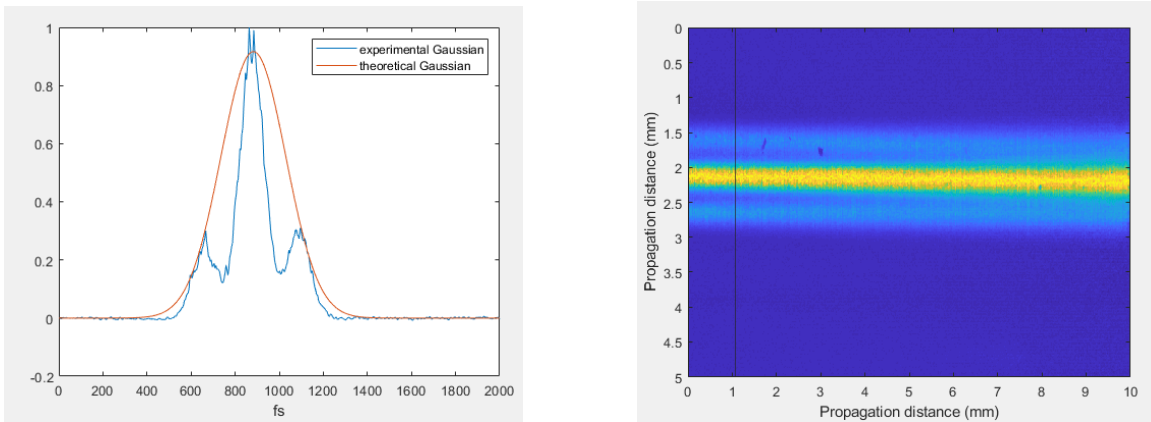 1
0.8
0.6
0.4
0.2
0
-0.2
0 200 400 600 800 1000 1200 1400 1600 1800 2000
fs
experimental Gaussian
theoretical Gaussian
0
0.5
1
1.5
2
2.5
3
3.5
4
4.5
5
Propagation distance (mm)
0 1 2 3 4 5 6 7 8 9 10
Propagation distance (mm)